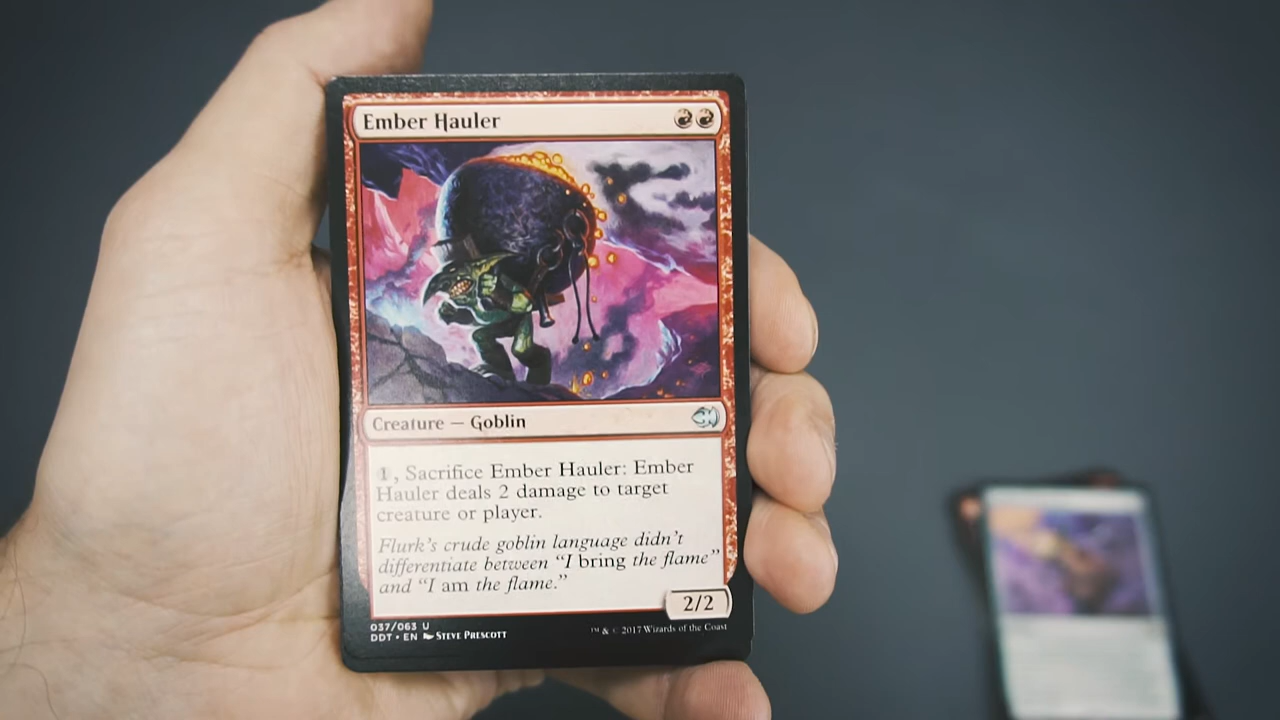 Ember Hauler
Creature — Goblin
①, Sacrifice Ember Hauler: Ember
Hauler deals 2 damage to target
creature or player.
Flurk's crude goblin language didn't
differentiate between “I bring the flame”
and “I am the flame.”
2/2
037/063 U
DDT • EN Steve Prescott
™ & © 2017 Wizards of the Coast